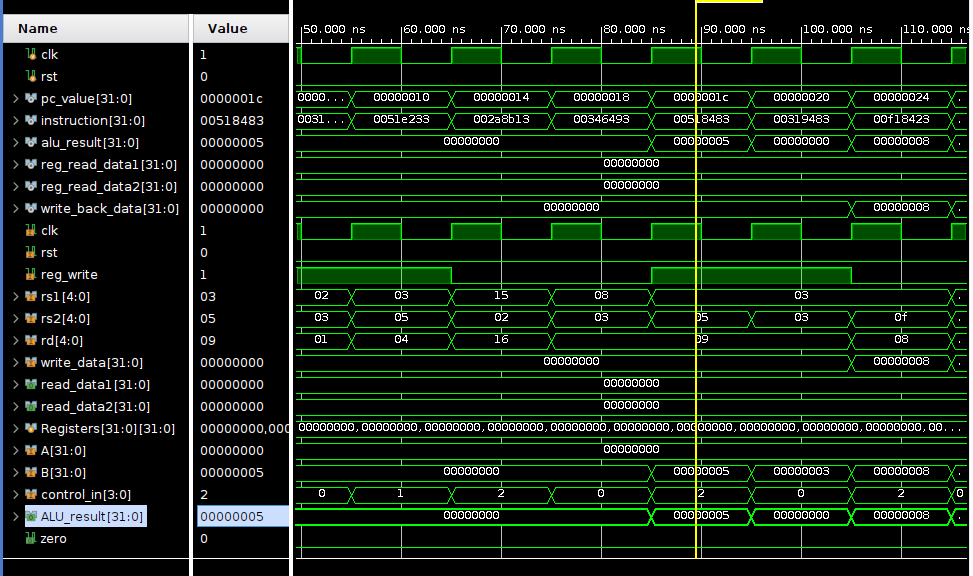 Name Value 50.000 ns 60.000 ns 70.000 ns 80.000 ns 90.000 ns 100.000 ns 110.000 ns
clk 1
rst 0
pc_value[31:0] 0000001c 0000... 00000010 00000014 00000018 0000001c 00000020 00000024
instruction[31:0] 00518483 0031... 0051e233 002a8b13 00346493 00518483 00319483 00f18423
alu_result[31:0] 00000005 00000000 00000005 00000000 00000008 .
reg_read_data1[31:0] 00000000 00000000
reg_read_data2[31:0] 00000000 00000000
write_back_data[31:0] 00000000 00000000 00000008 .
clk 1
rst 0
reg_write 1
rs1[4:0] 03 02 03 15 08 03 .
rs2[4:0] 05 03 05 02 03 05 03 0f .
rd[4:0] 09 01 04 16 09 08 .
write_data[31:0] 00000000 00000000 00000008 .
read_data1[31:0] 00000000 00000000
read_data2[31:0] 00000000 00000000
Registers[31:0][31:0] 00000000,000 00000000,00000000,00000000,00000000,00000000,00000000,00000000,00000000,00000000,00000000,00000000,00...
A[31:0] 00000000 00000000
B[31:0] 00000005 00000000 00000005 00000003 00000008 .
control_in[3:0] 2 0 1 2 0 2 0 2 0
ALU_result[31:0] 00000005 00000000 00000005 00000000 00000008 .
zero 0